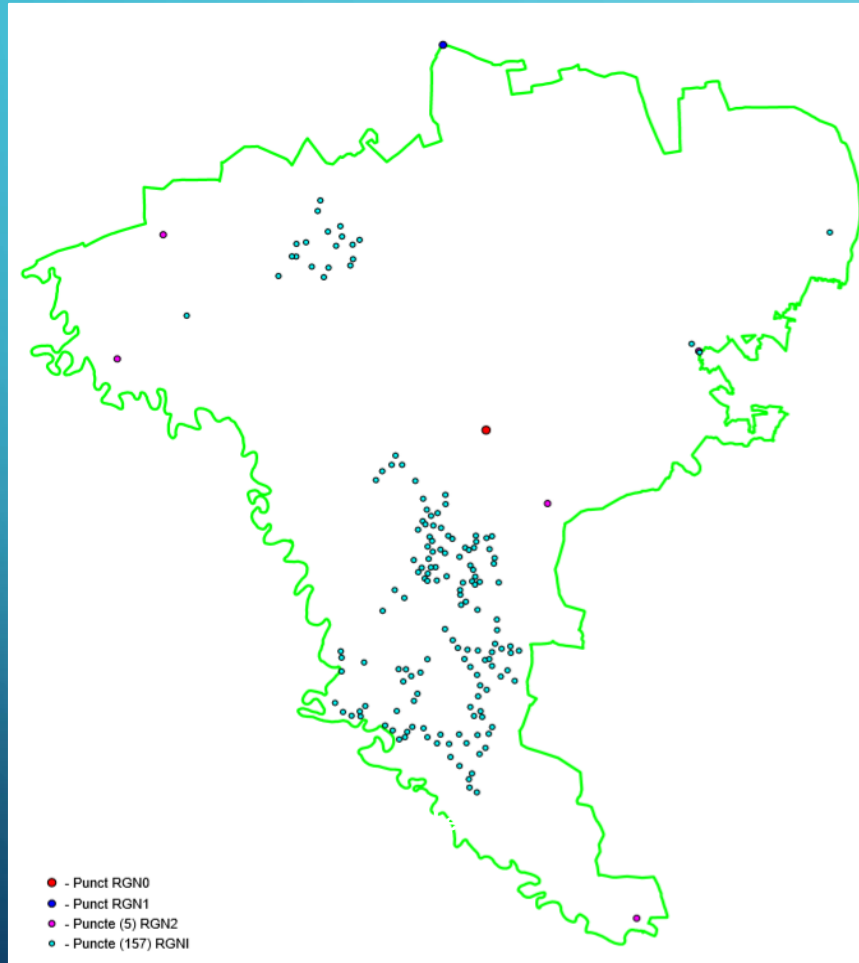 - Punct RGN0
- Punct RGN1
- Puncte (5) RGN2
- Puncte (157) RGNI